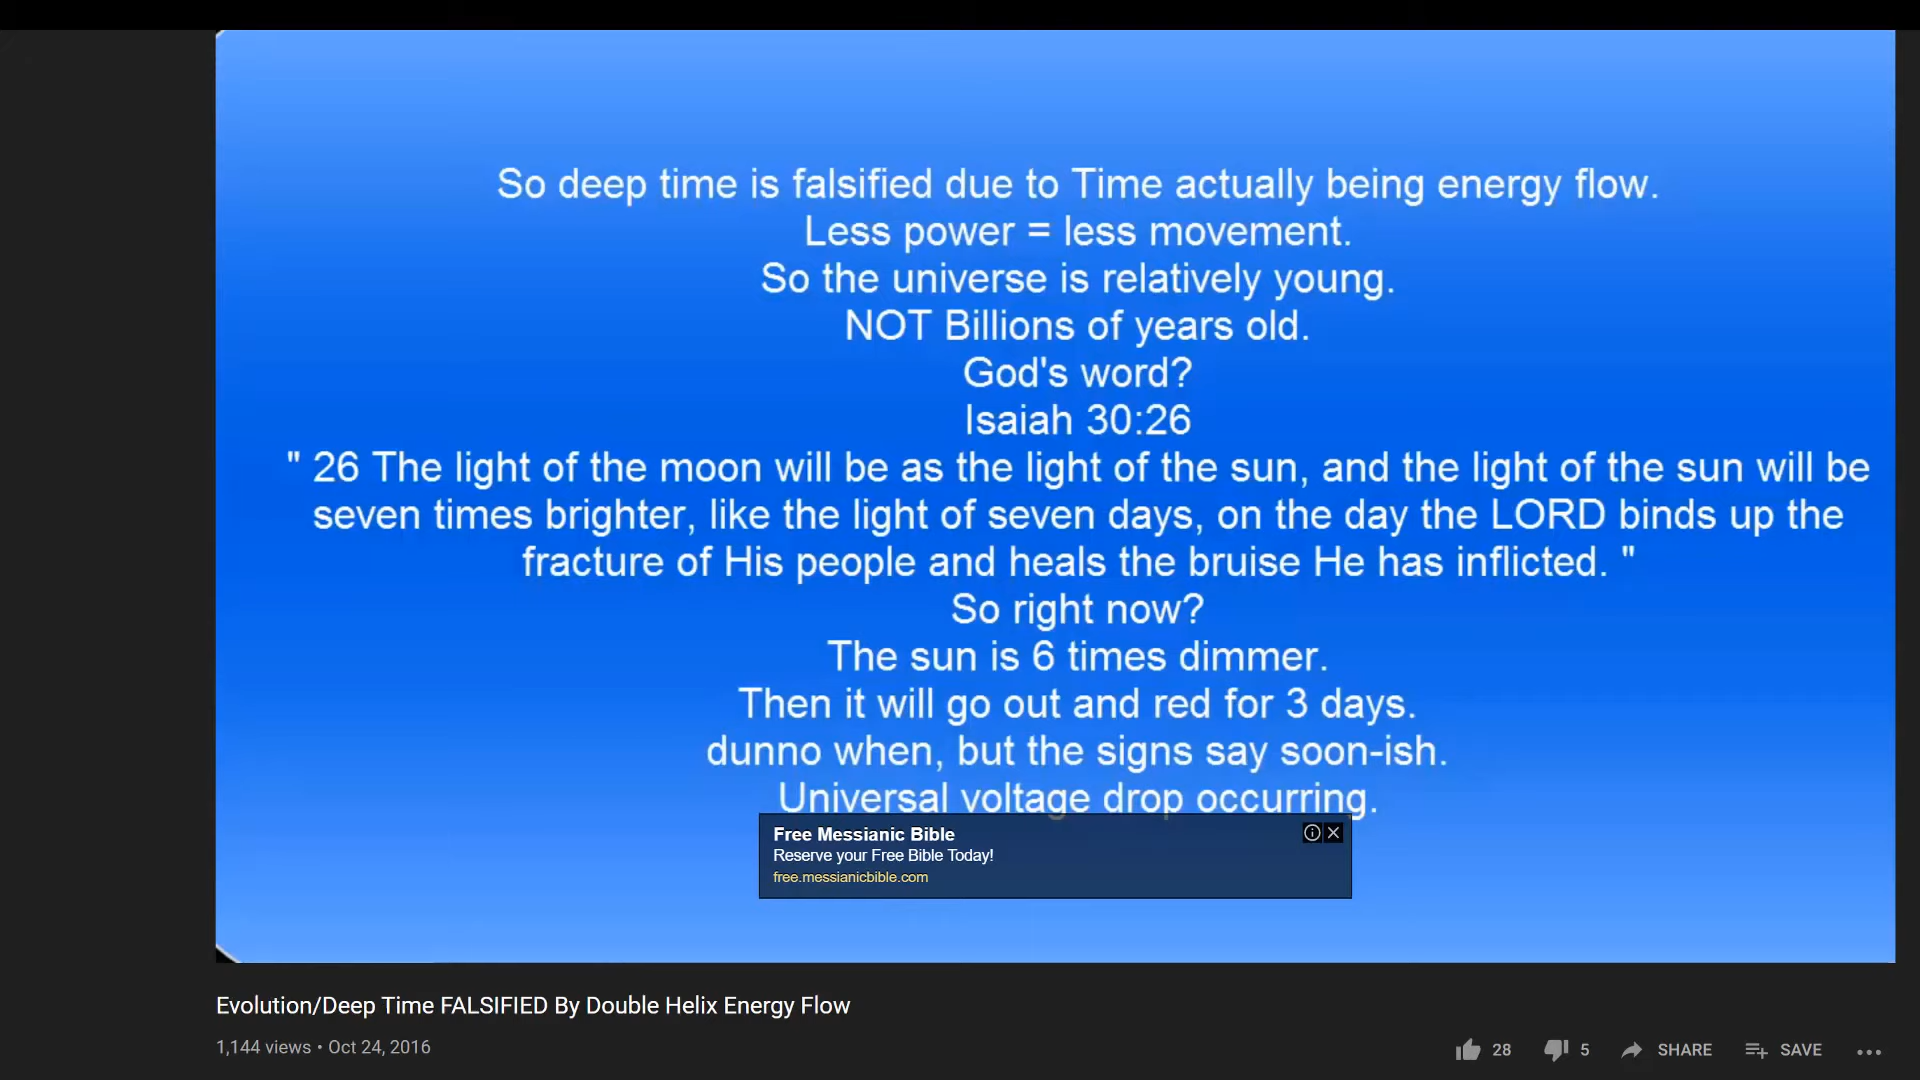 So deep time is falsified due to Time actually being energy flow.
Less power = less movement.
So the universe is relatively young.
NOT Billions of years old.
God's word?
Isaiah 30:26
" 26 The light of the moon will be as the light of the sun, and the light of the sun will be
seven times brighter, like the light of seven days, on the day the LORD binds up the
fracture of His people and heals the bruise He has inflicted. "
So right now?
The sun is 6 times dimmer.
Then it will go out and red for 3 days.
dunno when, but the signs say soon-ish.
Universal voltage drop occurring.
Free Messianic Bible
Reserve your Free Bible Today!
free.messianicbible.com
Evolution/Deep Time FALSIFIED By Double Helix Energy Flow
1,144 views • Oct 24, 2016
28 5 SHARE SAVE